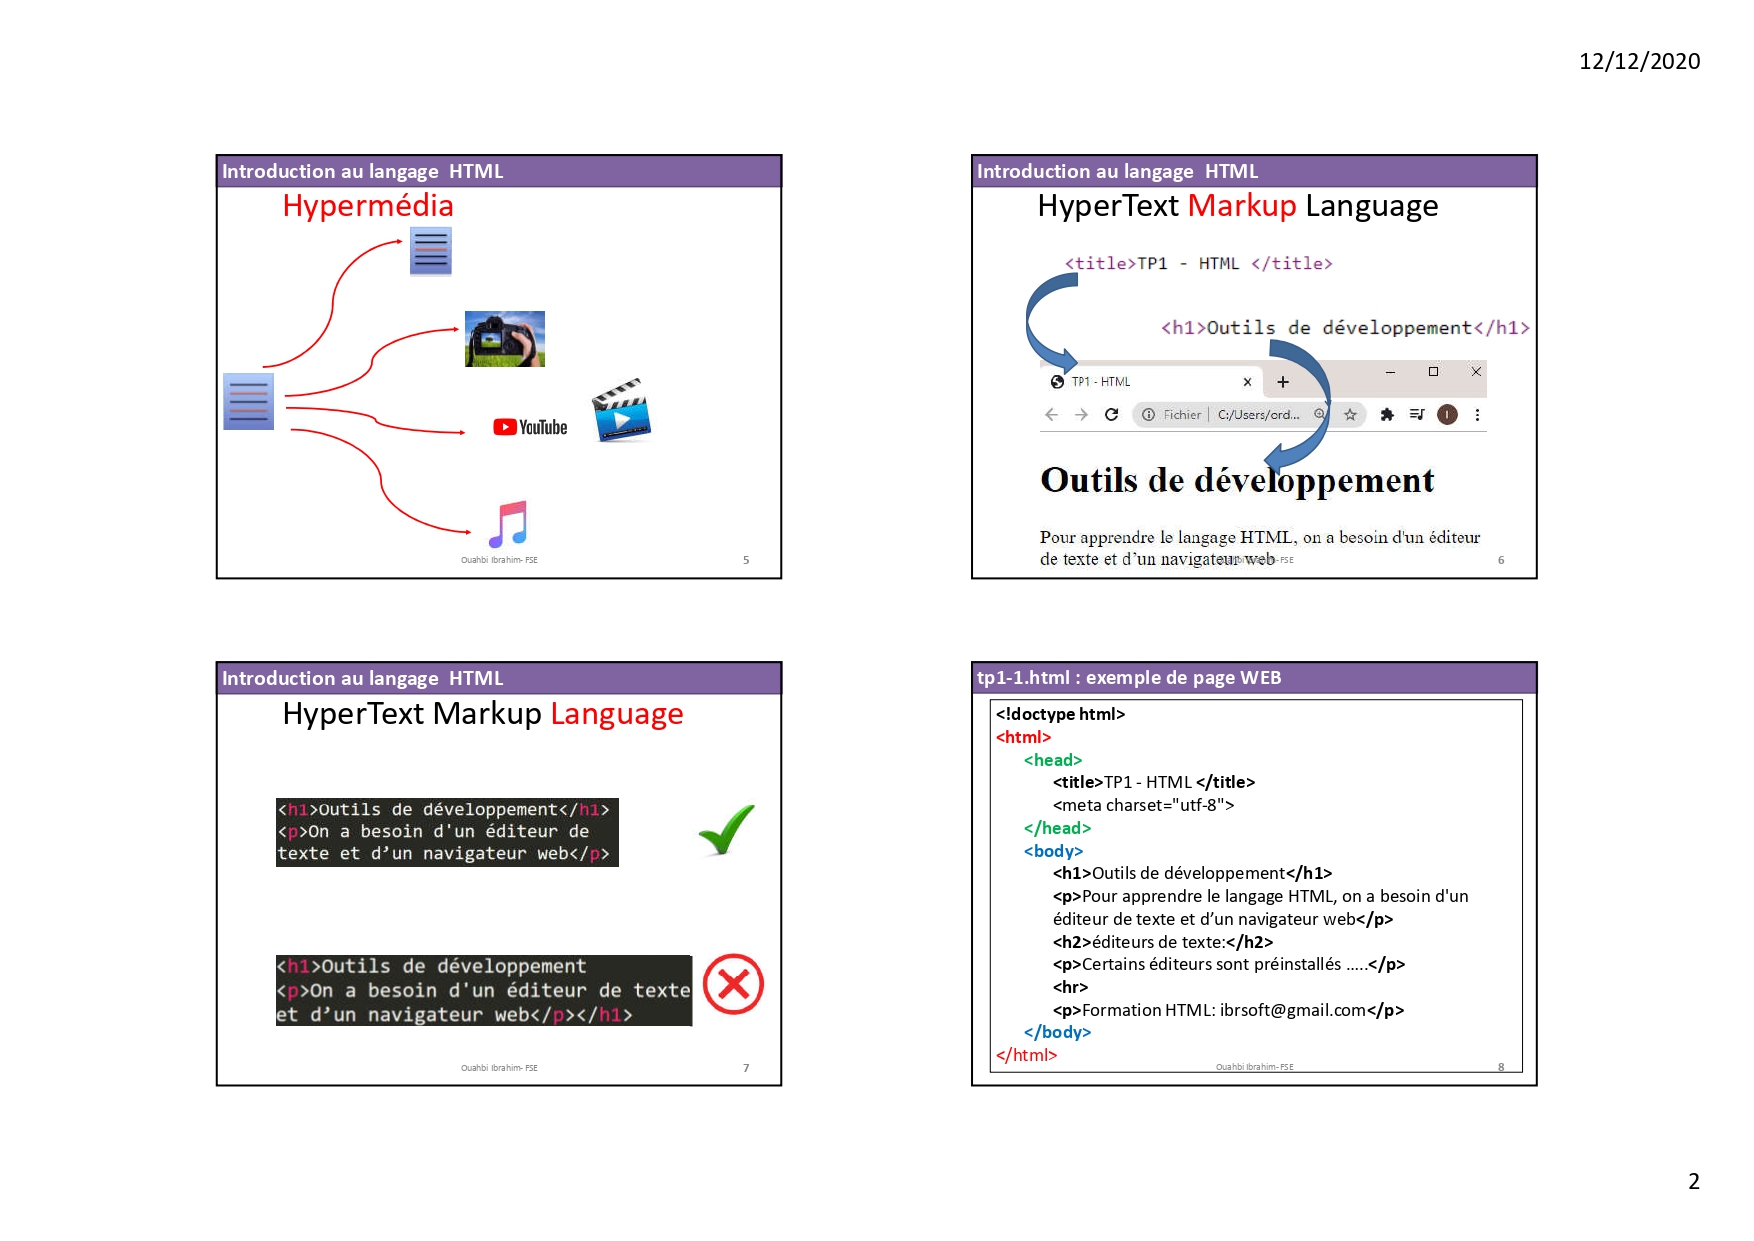 12/12/2020
Introduction au langage  HTML
Hypermédia
YouTube
Ouahbi Ibrahim- FSE
5
Introduction au langage  HTML
HyperText Markup Language
<title>TP1 - HTML </title>
<h1>Outils de développement</h1>
TP1 - HTML
Fichier | C:/Users/ord...
I
Outils de développement
Pour apprendre le langage HTML, on a besoin d'un éditeur
de texte et d’un navigateur web
Ouahbi Ibrahim- FSE
6
Introduction au langage  HTML
HyperText Markup Language
<h1>Outils de développement</h1>
<p>On a besoin d'un éditeur de
texte et d’un navigateur web</p>
<h1>Outils de développement
<p>On a besoin d'un éditeur de texte
et d’un navigateur web</p></h1>
Ouahbi Ibrahim- FSE
7
tp1-1.html : exemple de page WEB
<!doctype html>
<html>
<head>
<title>TP1 - HTML </title>
<meta charset="utf-8">
</head>
<body>
<h1>Outils de développement</h1>
<p>Pour apprendre le langage HTML, on a besoin d'un
éditeur de texte et d’un navigateur web</p>
<h2>éditeurs de texte:</h2>
<p>Certains éditeurs sont préinstallés .....</p>
<hr>
<p>Formation HTML: ibrsoft@gmail.com</p>
</body>
</html>
Ouahbi Ibrahim- FSE
8
2